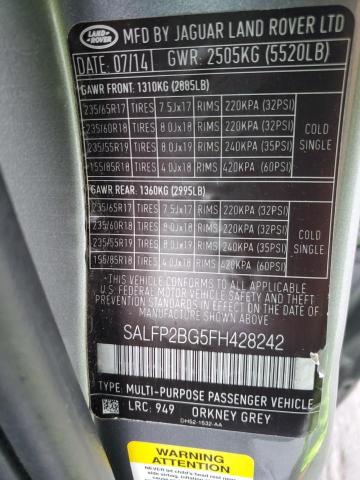 LAND ROVER
MFD BY JAGUAR LAND ROVER LTD
DATE: 07/14 GWR: 2505KG (5520LB)
GAWR FRONT: 1310KG (2885LB)
235/65R17 TIRES 7.5Jx17 RIMS 220KPA (32PSI)
235/60R18 TIRES 8.0Jx18 RIMS 220KPA (32PSI) COLD
235/55R19 TIRES 8.0Jx19 RIMS 240KPA (35PSI) SINGLE
155/85R18 TIRES 4.0Jx18 RIMS 420KPA (60PSI)
GAWR REAR: 1360KG (2995LB)
235/65R17 TIRES 7.5Jx17 RIMS 220KPA (32PSI)
235/60R18 TIRES 8.0Jx18 RIMS 220KPA (32PSI) COLD
235/55R19 TIRES 8.0Jx19 RIMS 240KPA (35PSI) SINGLE
155/85R18 TIRES 4.0Jx18 RIMS 420KPA (60PSI)
THIS VEHICLE CONFORMS TO ALL APPLICABLE
U.S FEDERAL MOTOR VEHICLE SAFETY STANDARDS
IN EFFECT ON THE DATE OF MANUFACTURE SHOWN ABOVE
SALFP2BG5FH428242
TYPE: MULTI-PURPOSE PASSENGER VEHICLE
LRC: 949 ORKNEY GREY
DH52-1532-AA
WARNING